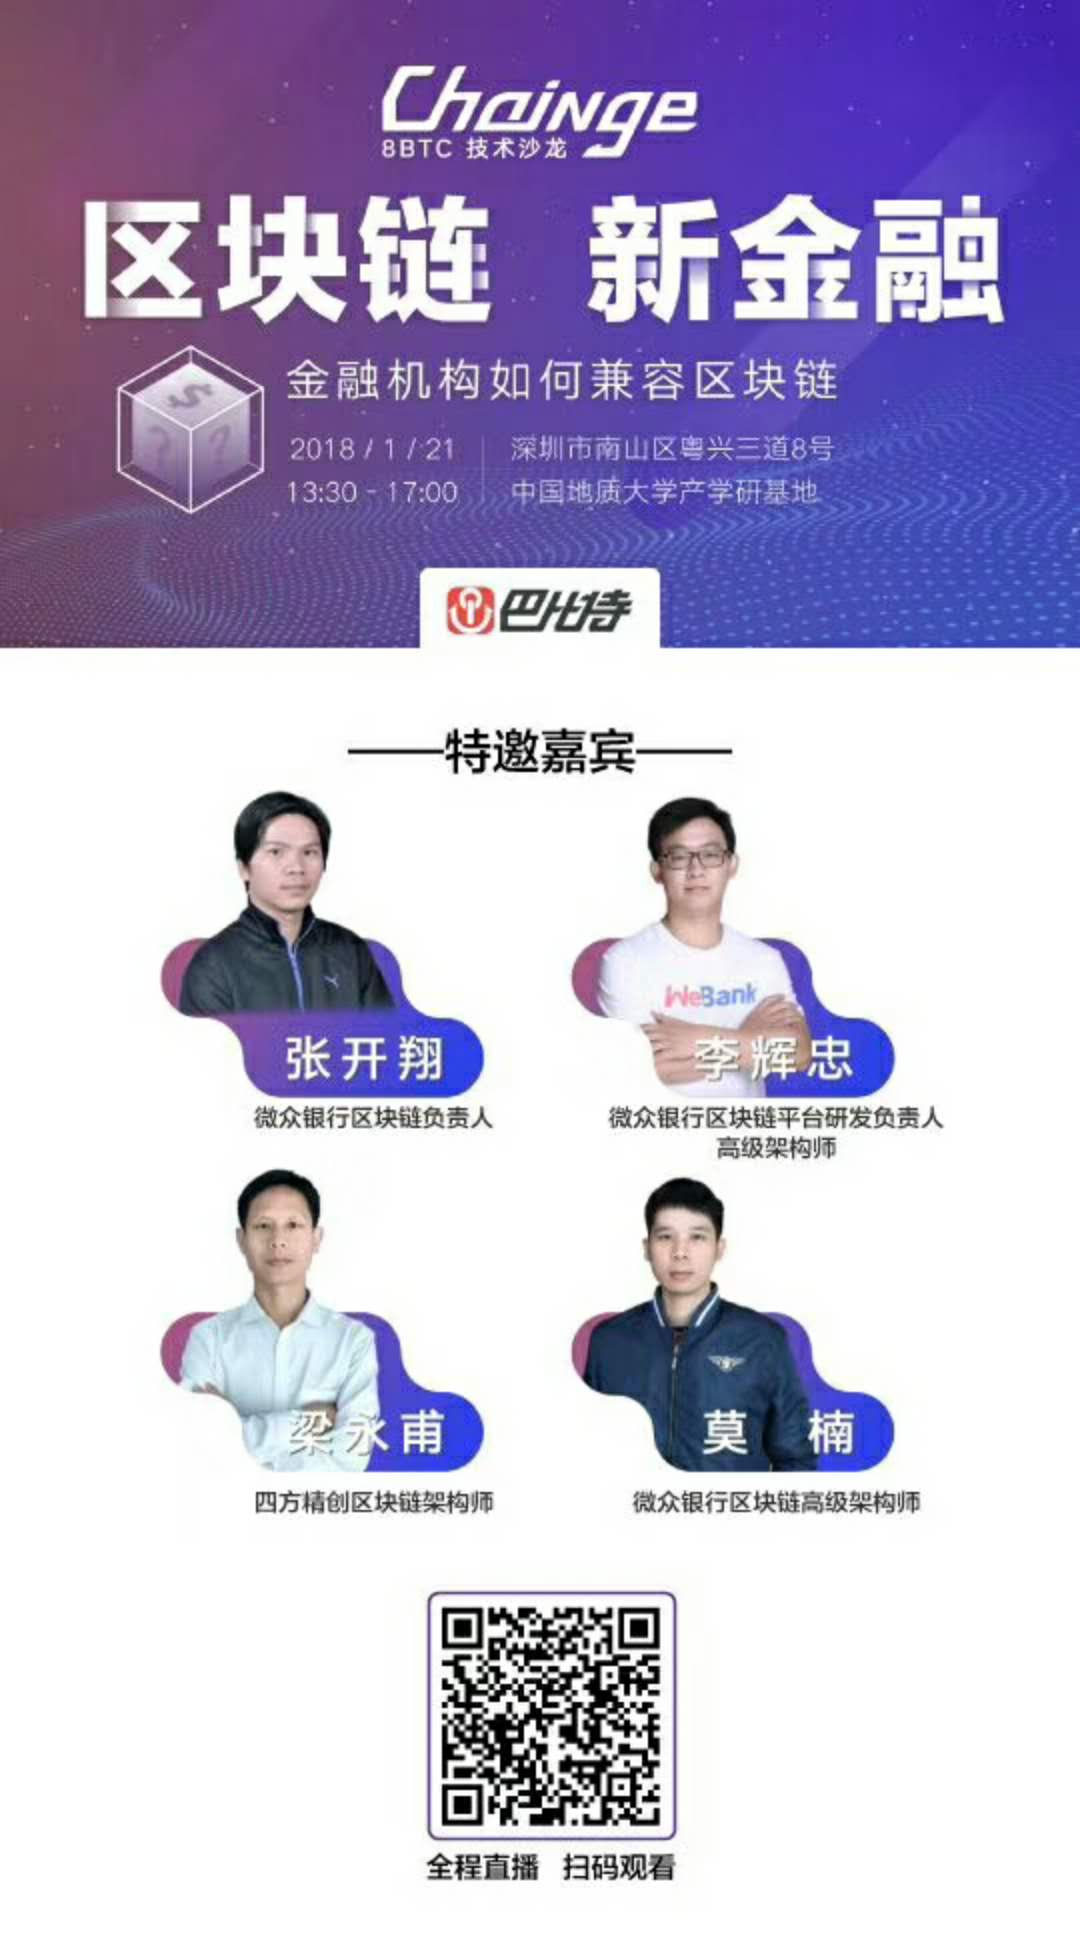 Chainge
8BTC 技术沙龙
区块链 新金融
金融机构如何兼容区块链
2018 / 1 / 21
深圳市南山区粤兴三道8号
13:30 - 17:00
中国地质大学产学研基地
巴比特
特邀嘉宾
WeBank
张开翔
李辉忠
微众银行区块链负责人
微众银行区块链平台研发负责人
高级架构师
梁永甫
莫楠
四方精创区块链架构师
微众银行区块链高级架构师
全程直播 扫码观看